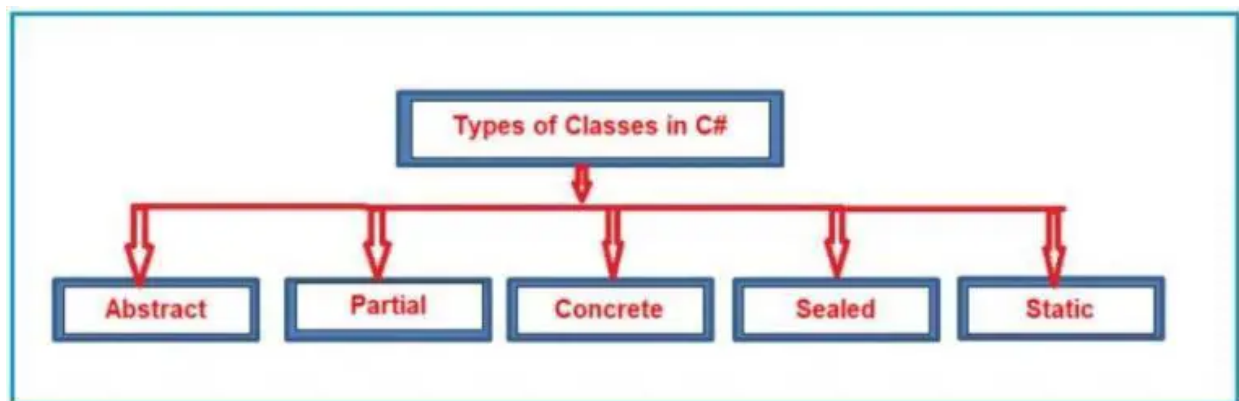 Types of Classes in C#
Abstract
Partial
Concrete
Sealed
Static